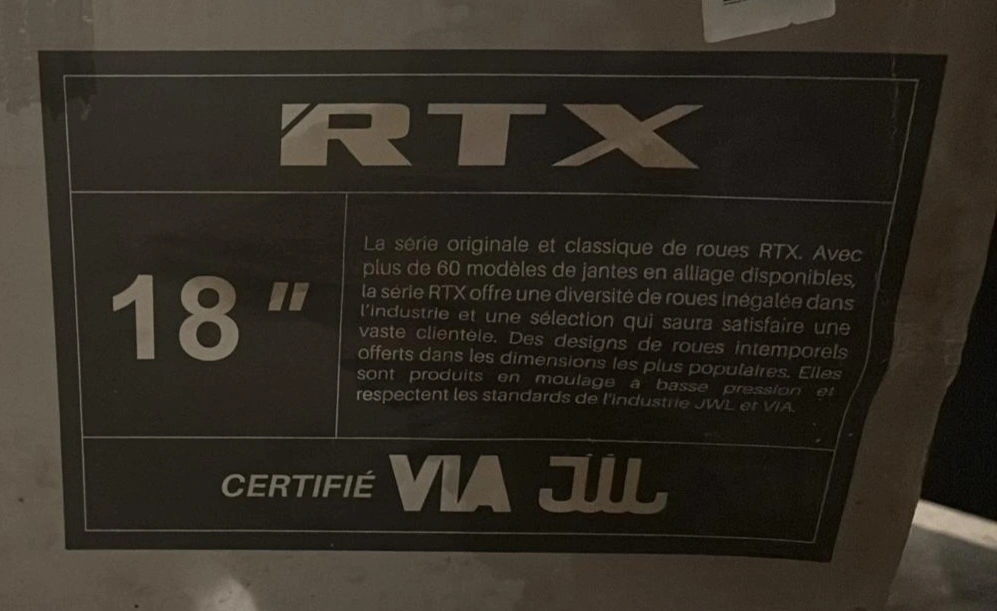 RTX
18"
La série originale et classique de roues RTX. Avec
plus de 60 modèles de jantes en alliage disponibles,
la série RTX offre une diversité de roues inégalée dans
l'industrie et une sélection qui saura satisfaire une
vaste clientèle. Des designs de roues intemporels
offerts dans les dimensions les plus populaires. Elles
sont produits en moulage à basse pression et
respectent les standards de l'industrie JWL et VIA.
CERTIFIÉ VIA JWL